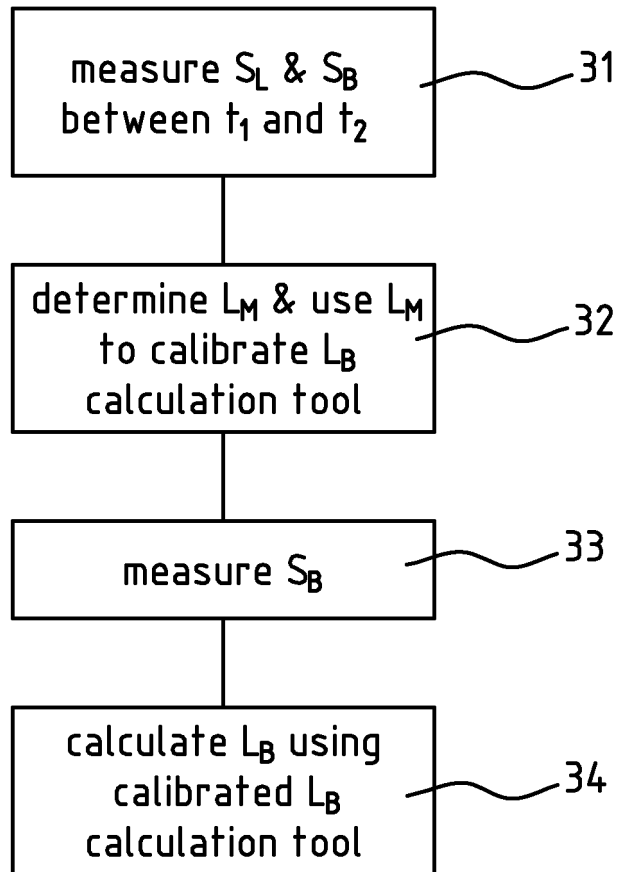 measure S_L & S_B
between t_1 and t_2
31
determine L_M & use L_M
to calibrate L_B
calculation tool
32
measure S_B
33
calculate L_B using
calibrated L_B
calculation tool
34